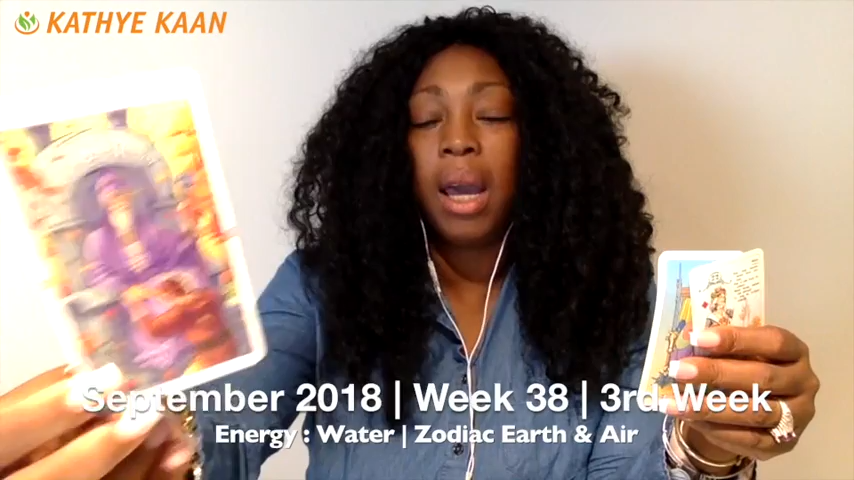 KATHYE KAAN
September 2018 | Week 38 | 3rd Week
Energy : Water | Zodiac Earth & Air